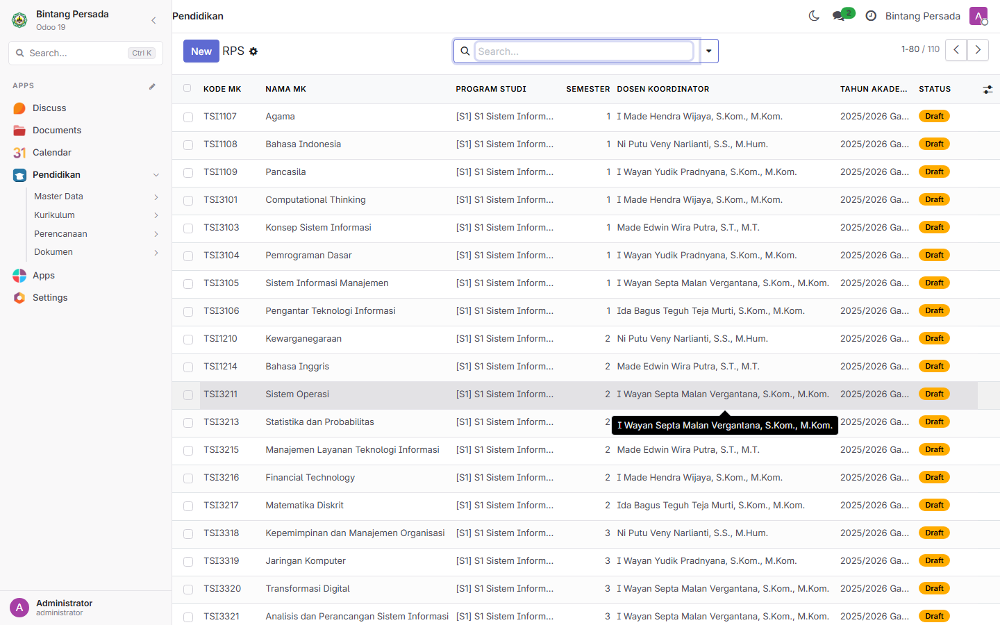 Bintang Persada
Odoo 19
Search...
Ctrl K
APPS
Discuss
Documents
31 Calendar
Pendidikan
Master Data
Kurikulum
Perencanaan
Dokumen
Apps
Settings
A
Administrator
administrator
Pendidikan
2
Bintang Persada
A
New
RPS
Search...
1-80 / 110
KODE MK NAMA MK PROGRAM STUDI SEMESTER DOSEN KOORDINATOR TAHUN AKADE... STATUS
TSI1107 Agama [S1] S1 Sistem Inform... 1 I Made Hendra Wijaya, S.Kom., M.Kom. 2025/2026 Ga... Draft
TSI1108 Bahasa Indonesia [S1] S1 Sistem Inform... 1 Ni Putu Veny Narlianti, S.S., M.Hum. 2025/2026 Ga... Draft
TSI1109 Pancasila [S1] S1 Sistem Inform... 1 I Wayan Yudik Pradnyana, S.Kom., M.Kom. 2025/2026 Ga... Draft
TSI3101 Computational Thinking [S1] S1 Sistem Inform... 1 I Made Hendra Wijaya, S.Kom., M.Kom. 2025/2026 Ga... Draft
TSI3103 Konsep Sistem Informasi [S1] S1 Sistem Inform... 1 Made Edwin Wira Putra, S.T., M.T. 2025/2026 Ga... Draft
TSI3104 Pemrograman Dasar [S1] S1 Sistem Inform... 1 I Wayan Yudik Pradnyana, S.Kom., M.Kom. 2025/2026 Ga... Draft
TSI3105 Sistem Informasi Manajemen [S1] S1 Sistem Inform... 1 I Wayan Septa Malan Vergantana, S.Kom., M.Kom. 2025/2026 Ga... Draft
TSI3106 Pengantar Teknologi Informasi [S1] S1 Sistem Inform... 1 Ida Bagus Teguh Teja Murti, S.Kom., M.Kom. 2025/2026 Ga... Draft
TSI1210 Kewarganegaraan [S1] S1 Sistem Inform... 2 Ni Putu Veny Narlianti, S.S., M.Hum. 2025/2026 Ga... Draft
TSI1214 Bahasa Inggris [S1] S1 Sistem Inform... 2 Made Edwin Wira Putra, S.T., M.T. 2025/2026 Ga... Draft
TSI3211 Sistem Operasi [S1] S1 Sistem Inform... 2 I Wayan Septa Malan Vergantana, S.Kom., M.Kom. 2025/2026 Ga... Draft
TSI3213 Statistika dan Probabilitas [S1] S1 Sistem Inform... 2 I Wayan Septa Malan Vergantana, S.Kom., M.Kom. 2025/2026 Ga... Draft
TSI3215 Manajemen Layanan Teknologi Informasi [S1] S1 Sistem Inform... 2 Made Edwin Wira Putra, S.T., M.T. 2025/2026 Ga... Draft
TSI3216 Financial Technology [S1] S1 Sistem Inform... 2 I Made Hendra Wijaya, S.Kom., M.Kom. 2025/2026 Ga... Draft
TSI3217 Matematika Diskrit [S1] S1 Sistem Inform... 2 Ida Bagus Teguh Teja Murti, S.Kom., M.Kom. 2025/2026 Ga... Draft
TSI3318 Kepemimpinan dan Manajemen Organisasi [S1] S1 Sistem Inform... 3 Ni Putu Veny Narlianti, S.S., M.Hum. 2025/2026 Ga... Draft
TSI3319 Jaringan Komputer [S1] S1 Sistem Inform... 3 I Wayan Yudik Pradnyana, S.Kom., M.Kom. 2025/2026 Ga... Draft
TSI3320 Transformasi Digital [S1] S1 Sistem Inform... 3 I Wayan Septa Malan Vergantana, S.Kom., M.Kom. 2025/2026 Ga... Draft
TSI3321 Analisis dan Perancangan Sistem Informasi [S1] S1 Sistem Inform... 3 I Wayan Septa Malan Vergantana, S.Kom., M.Kom. 2025/2026 Ga... Draft